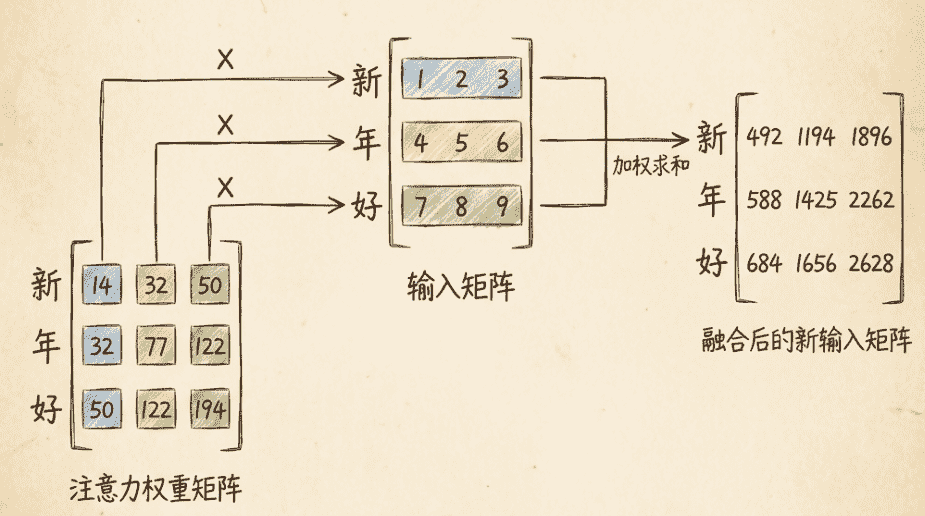 X
新 1 2 3
X
年 4 5 6
X
好 7 8 9
输入矩阵
加权求和
新 492 1194 1896
年 588 1425 2262
好 684 1656 2628
融合后的新输入矩阵
新 14 32 50
年 32 77 122
好 50 122 194
注意力权重矩阵